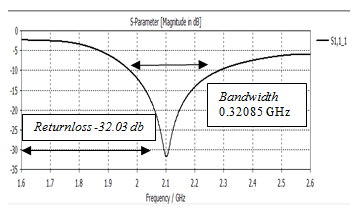 S-Parameter [Magnitude in dB]
0
-5
-10
-15
-20
-25
-30
-35
S1,1_1
Bandwidth
0.32085 GHz
Returnloss -32.03 db
1.6 1.7 1.8 1.9 2 2.1 2.2 2.3 2.4 2.5 2.6
Frequency / GHz